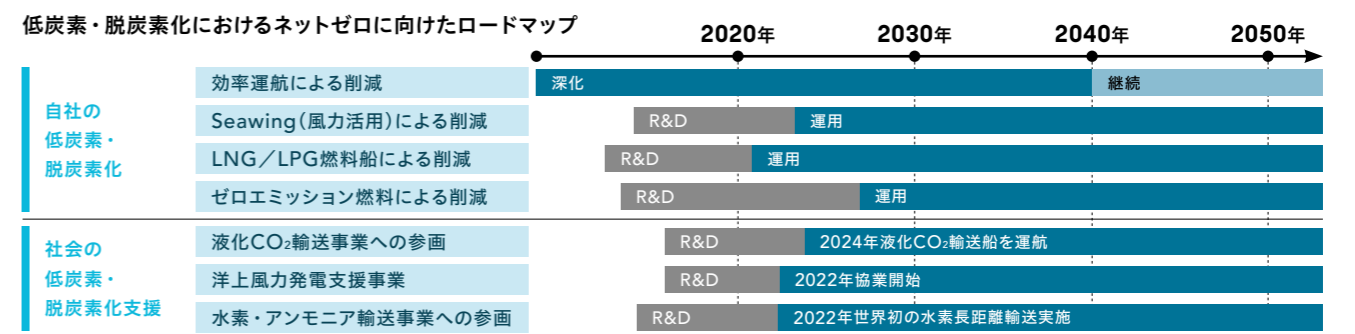 低炭素・脱炭素化におけるネットゼロに向けたロードマップ
2020年 2030年 2040年 2050年
自社の
低炭素・
脱炭素化
効率運航による削減 深化 継続
Seawing（風力活用）による削減 R&D 運用
LNG／LPG燃料船による削減 R&D 運用
ゼロエミッション燃料による削減 R&D 運用
社会の
低炭素・
脱炭素化支援
液化CO₂輸送事業への参画 R&D 2024年液化CO₂輸送船を運航
洋上風力発電支援事業 R&D 2022年協業開始
水素・アンモニア輸送事業への参画 R&D 2022年世界初の水素長距離輸送実施